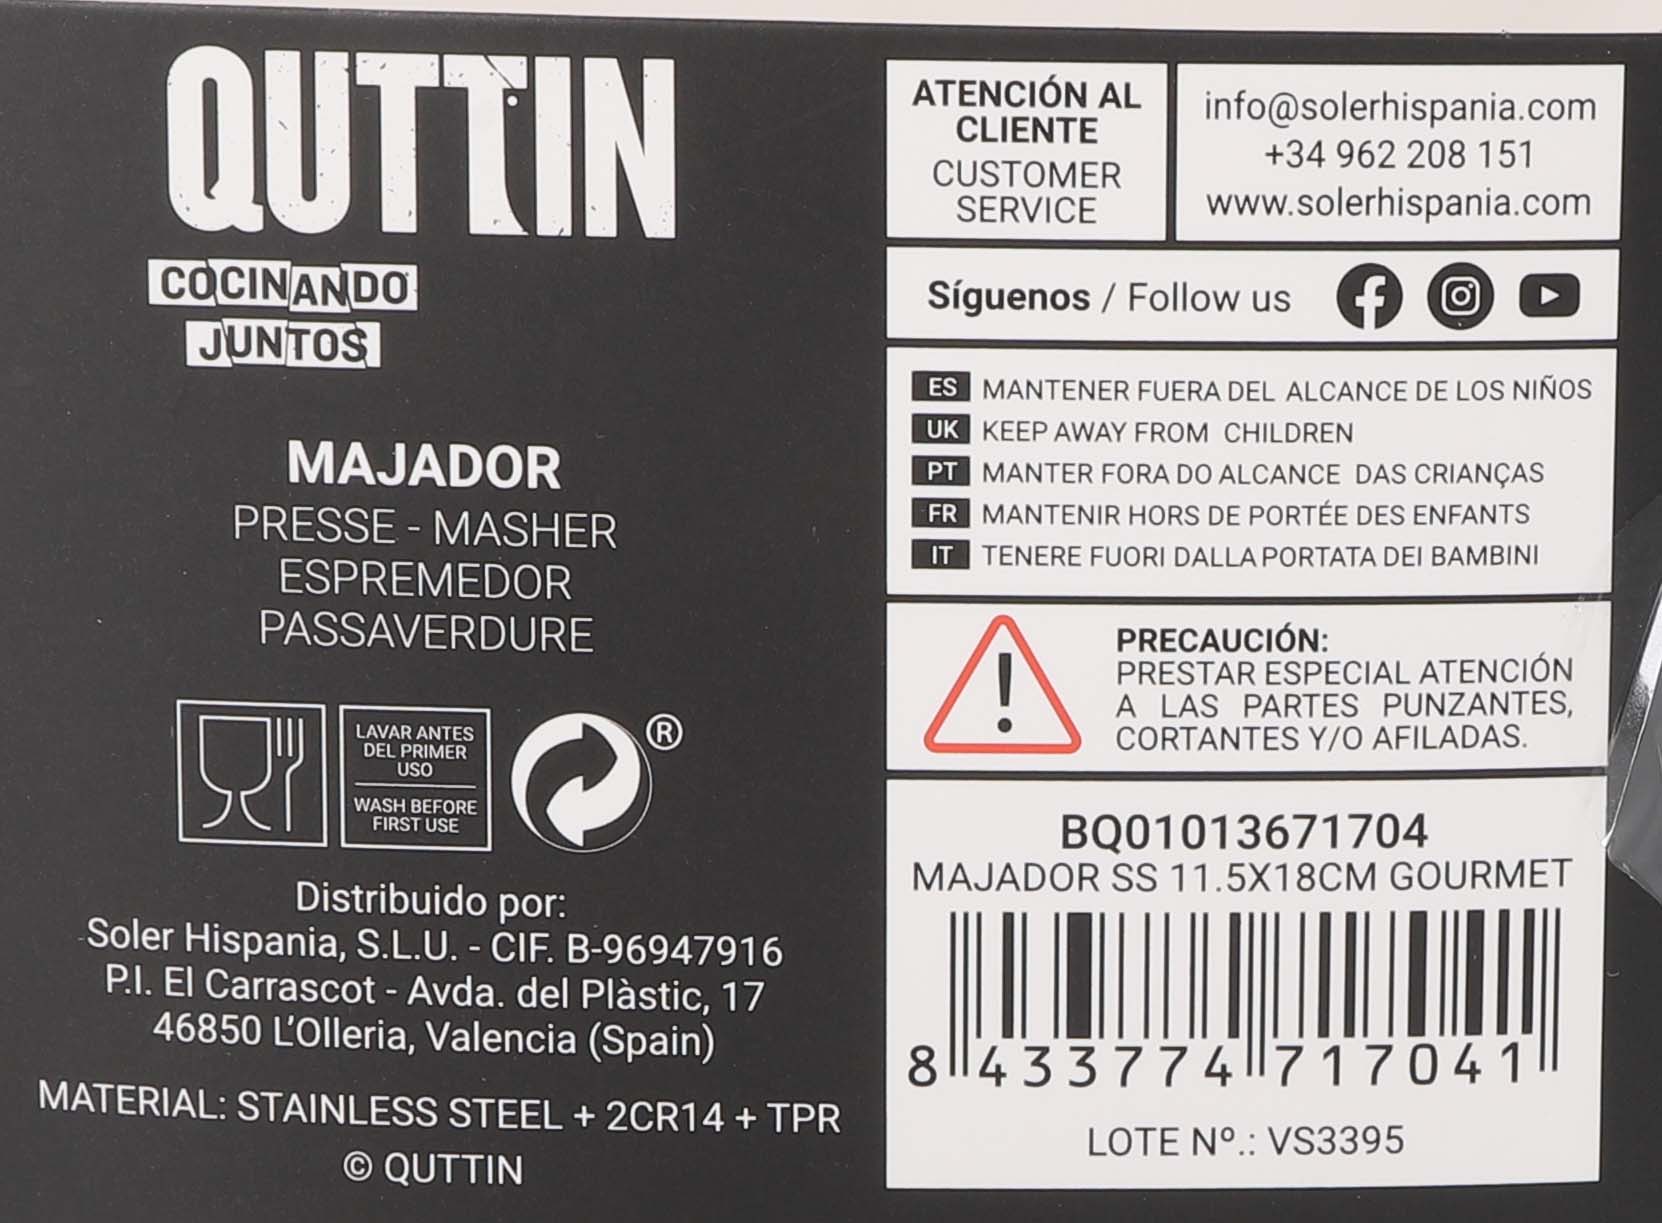 QUTTIN
COCINANDO
JUNTOS
MAJADOR
PRESSE - MASHER
ESPREMEDOR
PASSAVERDURE
LAVAR ANTES
DEL PRIMER
USO
WASH BEFORE
FIRST USE
®
Distribuido por:
Soler Hispania, S.L.U. - CIF. B-96947916
P.I. El Carrascot - Avda. del Plàstic, 17
46850 L'Olleria, Valencia (Spain)
MATERIAL: STAINLESS STEEL + 2CR14 + TPR
© QUTTIN
ATENCIÓN AL
CLIENTE
CUSTOMER
SERVICE
info@solerhispania.com
+34 962 208 151
www.solerhispania.com
Síguenos / Follow us
ES MANTENER FUERA DEL ALCANCE DE LOS NIÑOS
UK KEEP AWAY FROM CHILDREN
PT MANTER FORA DO ALCANCE DAS CRIANÇAS
FR MANTENIR HORS DE PORTÉE DES ENFANTS
IT TENERE FUORI DALLA PORTATA DEI BAMBINI
PRECAUCIÓN:
PRESTAR ESPECIAL ATENCIÓN
A LAS PARTES PUNZANTES,
CORTANTES Y/O AFILADAS.
BQ01013671704
MAJADOR SS 11.5X18CM GOURMET
8 433774 717041
LOTE Nº.: VS3395